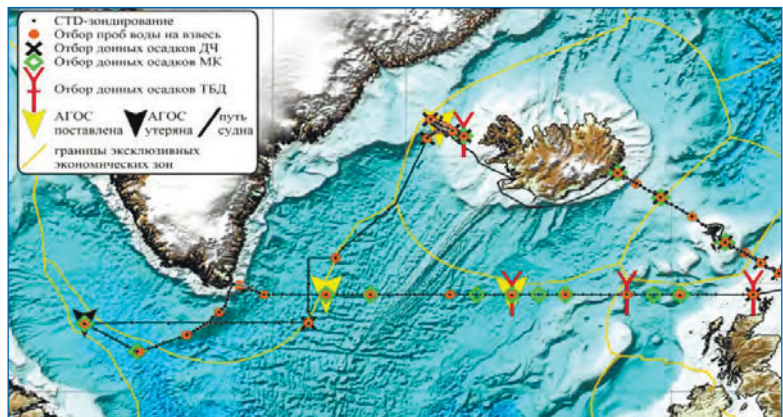 CTD-зондирование
Отбор проб воды на взвесь
Отбор донных осадков ДЧ
Отбор донных осадков МК
Отбор донных осадков ТБД
АГОС поставлена
АГОС утеряна
путь судна
границы эксклюзивных
экономических зон